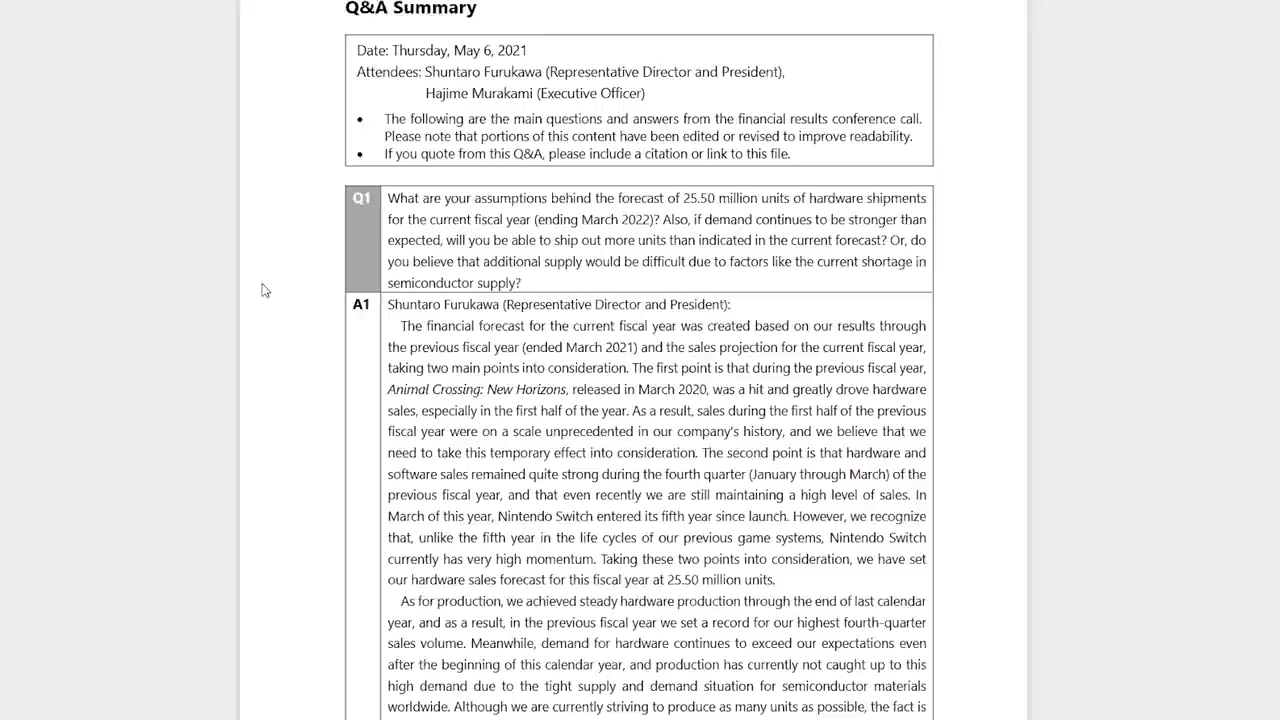 Q&A Summary
Date: Thursday, May 6, 2021
Attendees: Shuntaro Furukawa (Representative Director and President),
Hajime Murakami (Executive Officer)
• The following are the main questions and answers from the financial results conference call.
Please note that portions of this content have been edited or revised to improve readability.
• If you quote from this Q&A, please include a citation or link to this file.
Q1 What are your assumptions behind the forecast of 25.50 million units of hardware shipments
for the current fiscal year (ending March 2022)? Also, if demand continues to be stronger than
expected, will you be able to ship out more units than indicated in the current forecast? Or, do
you believe that additional supply would be difficult due to factors like the current shortage in
semiconductor supply?
A1 Shuntaro Furukawa (Representative Director and President):
The financial forecast for the current fiscal year was created based on our results through
the previous fiscal year (ended March 2021) and the sales projection for the current fiscal year,
taking two main points into consideration. The first point is that during the previous fiscal year,
Animal Crossing: New Horizons, released in March 2020, was a hit and greatly drove hardware
sales, especially in the first half of the year. As a result, sales during the first half of the previous
fiscal year were on a scale unprecedented in our company's history, and we believe that we
need to take this temporary effect into consideration. The second point is that hardware and
software sales remained quite strong during the fourth quarter (January through March) of the
previous fiscal year, and that even recently we are still maintaining a high level of sales. In
March of this year, Nintendo Switch entered its fifth year since launch. However, we recognize
that, unlike the fifth year in the life cycles of our previous game systems, Nintendo Switch
currently has very high momentum. Taking these two points into consideration, we have set
our hardware sales forecast for this fiscal year at 25.50 million units.
As for production, we achieved steady hardware production through the end of last calendar
year, and as a result, in the previous fiscal year we set a record for our highest fourth-quarter
sales volume. Meanwhile, demand for hardware continues to exceed our expectations even
after the beginning of this calendar year, and production has currently not caught up to this
high demand due to the tight supply and demand situation for semiconductor materials
worldwide. Although we are currently striving to produce as many units as possible, the fact is